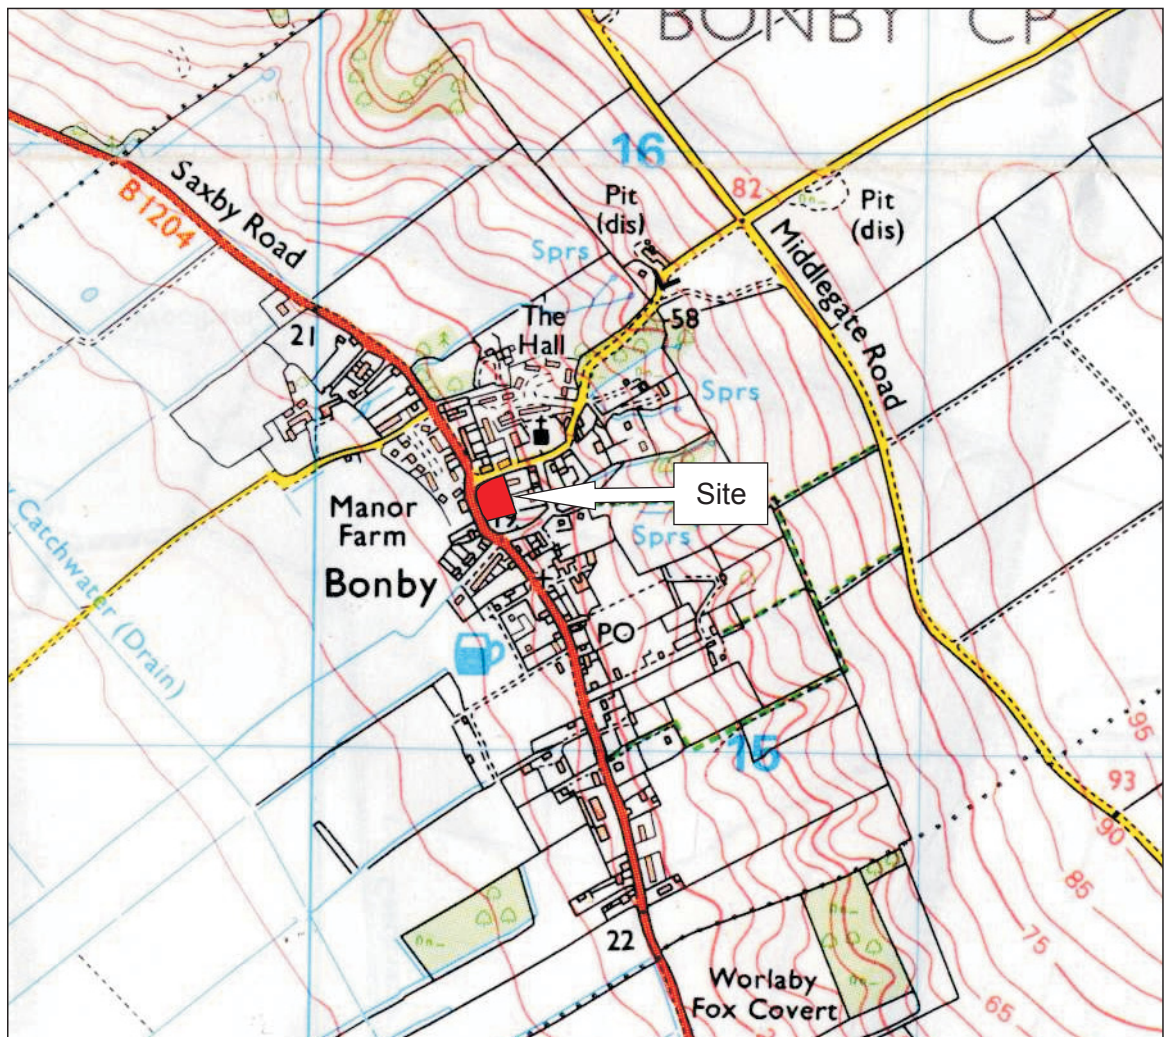 BONBY CP
16
Saxby Road
B1204
82
Pit
(dis)
Pit
(dis)
Sprs
Middlegate Road
The
Hall
58
21
Sprs
Site
Manor
Farm
Sprs
Bonby
Catchwater (Drain)
PO
15
95
93
90
85
22
75
Worlaby
Fox Covert
65